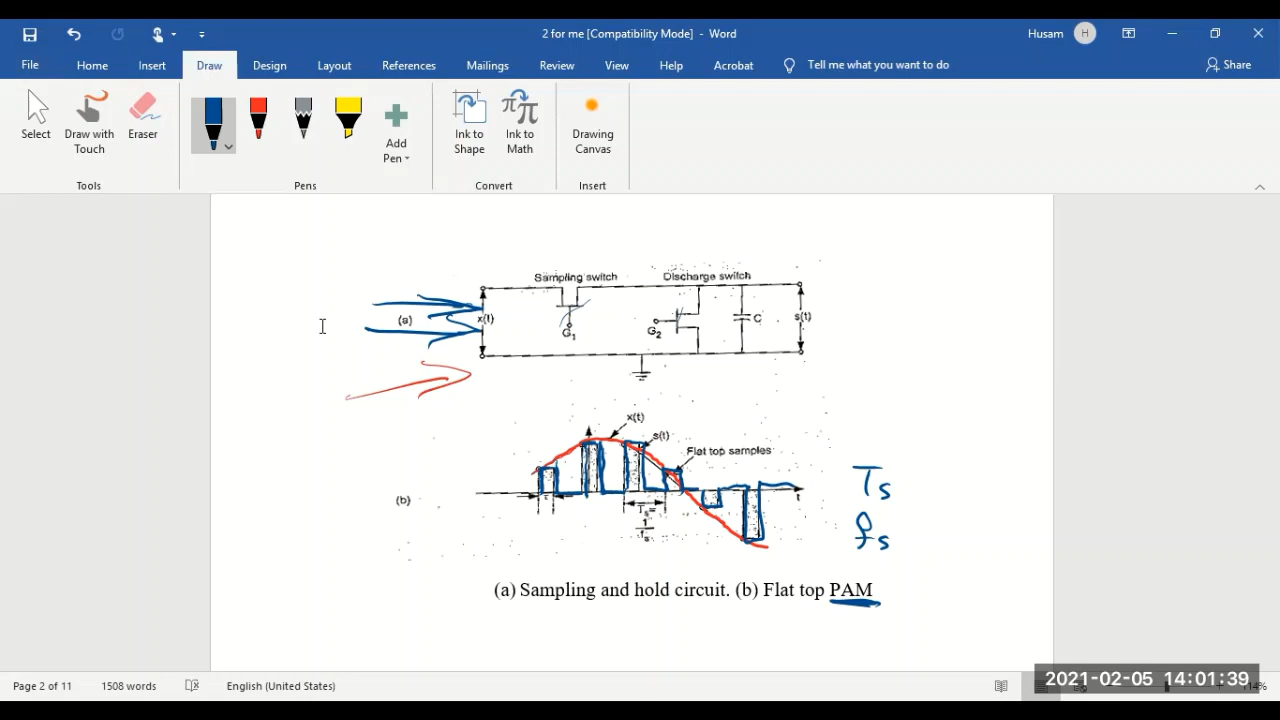 2 for me [Compatibility Mode] - Word
Husam H
File Home Insert Draw Design Layout References Mailings Review View Help Acrobat Tell me what you want to do Share
Select
Draw with Touch
Eraser
Add Pen
Ink to Shape
Ink to Math
Drawing Canvas
Tools Pens Convert Insert
Sampling switch Discharge switch
(a) x(t) G1 G2 C s(t)
x(t)
s(t)
Flat top samples
Ts
fs
(b) τ Ts = 1/fs t
(a) Sampling and hold circuit. (b) Flat top PAM
2021-02-05 14:01:39
Page 2 of 11 1508 words English (United States) 114%